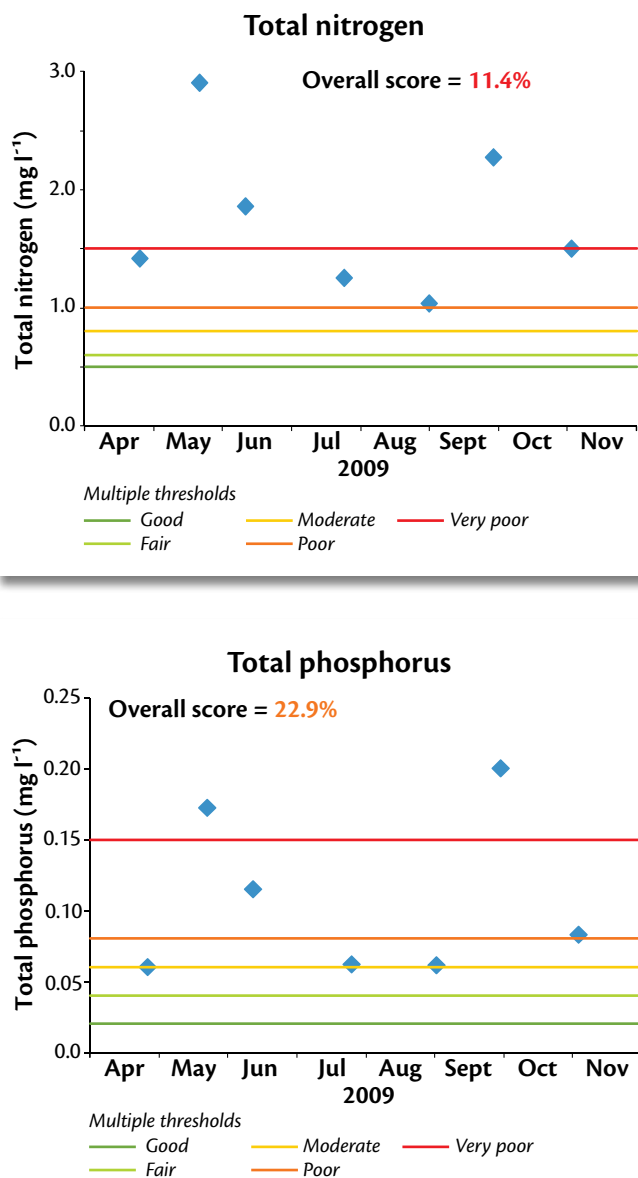 Total nitrogen
Overall score = 11.4%
Total nitrogen (mg l⁻¹)
3.0
2.0
1.0
0.0
Apr May Jun Jul Aug Sept Oct Nov
2009
Multiple thresholds
Good Moderate Very poor
Fair Poor
Total phosphorus
Overall score = 22.9%
Total phosphorus (mg l⁻¹)
0.25
0.20
0.15
0.10
0.05
0.0
Apr May Jun Jul Aug Sept Oct Nov
2009
Multiple thresholds
Good Moderate Very poor
Fair Poor